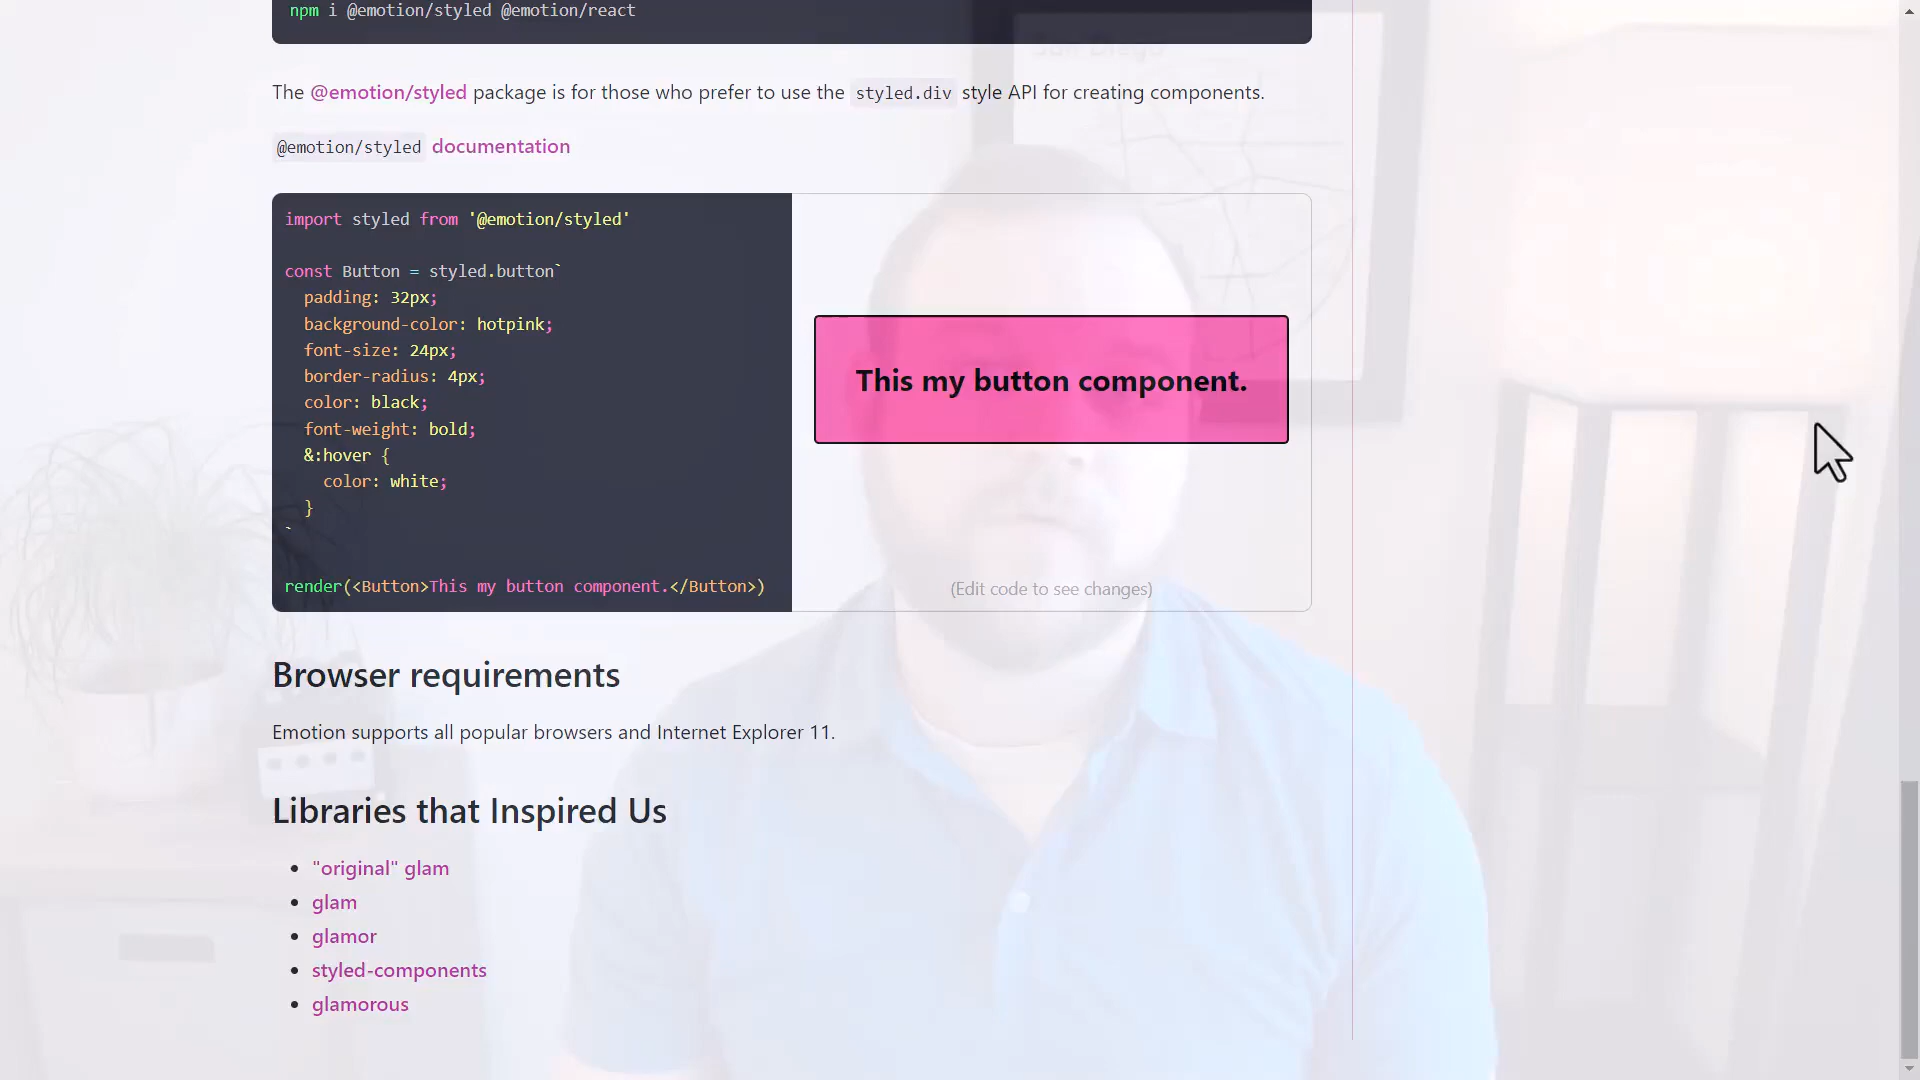 npm i @emotion/styled @emotion/react
San Diego
The @emotion/styled package is for those who prefer to use the styled.div style API for creating components.
@emotion/styled documentation
import styled from '@emotion/styled'
const Button = styled.button`
padding: 32px;
background-color: hotpink;
font-size: 24px;
border-radius: 4px;
color: black;
font-weight: bold;
&:hover {
color: white;
}
`
render(<Button>This my button component.</Button>)
This my button component.
(Edit code to see changes)
Browser requirements
Emotion supports all popular browsers and Internet Explorer 11.
Libraries that Inspired Us
"original" glam
glam
glamor
styled-components
glamorous